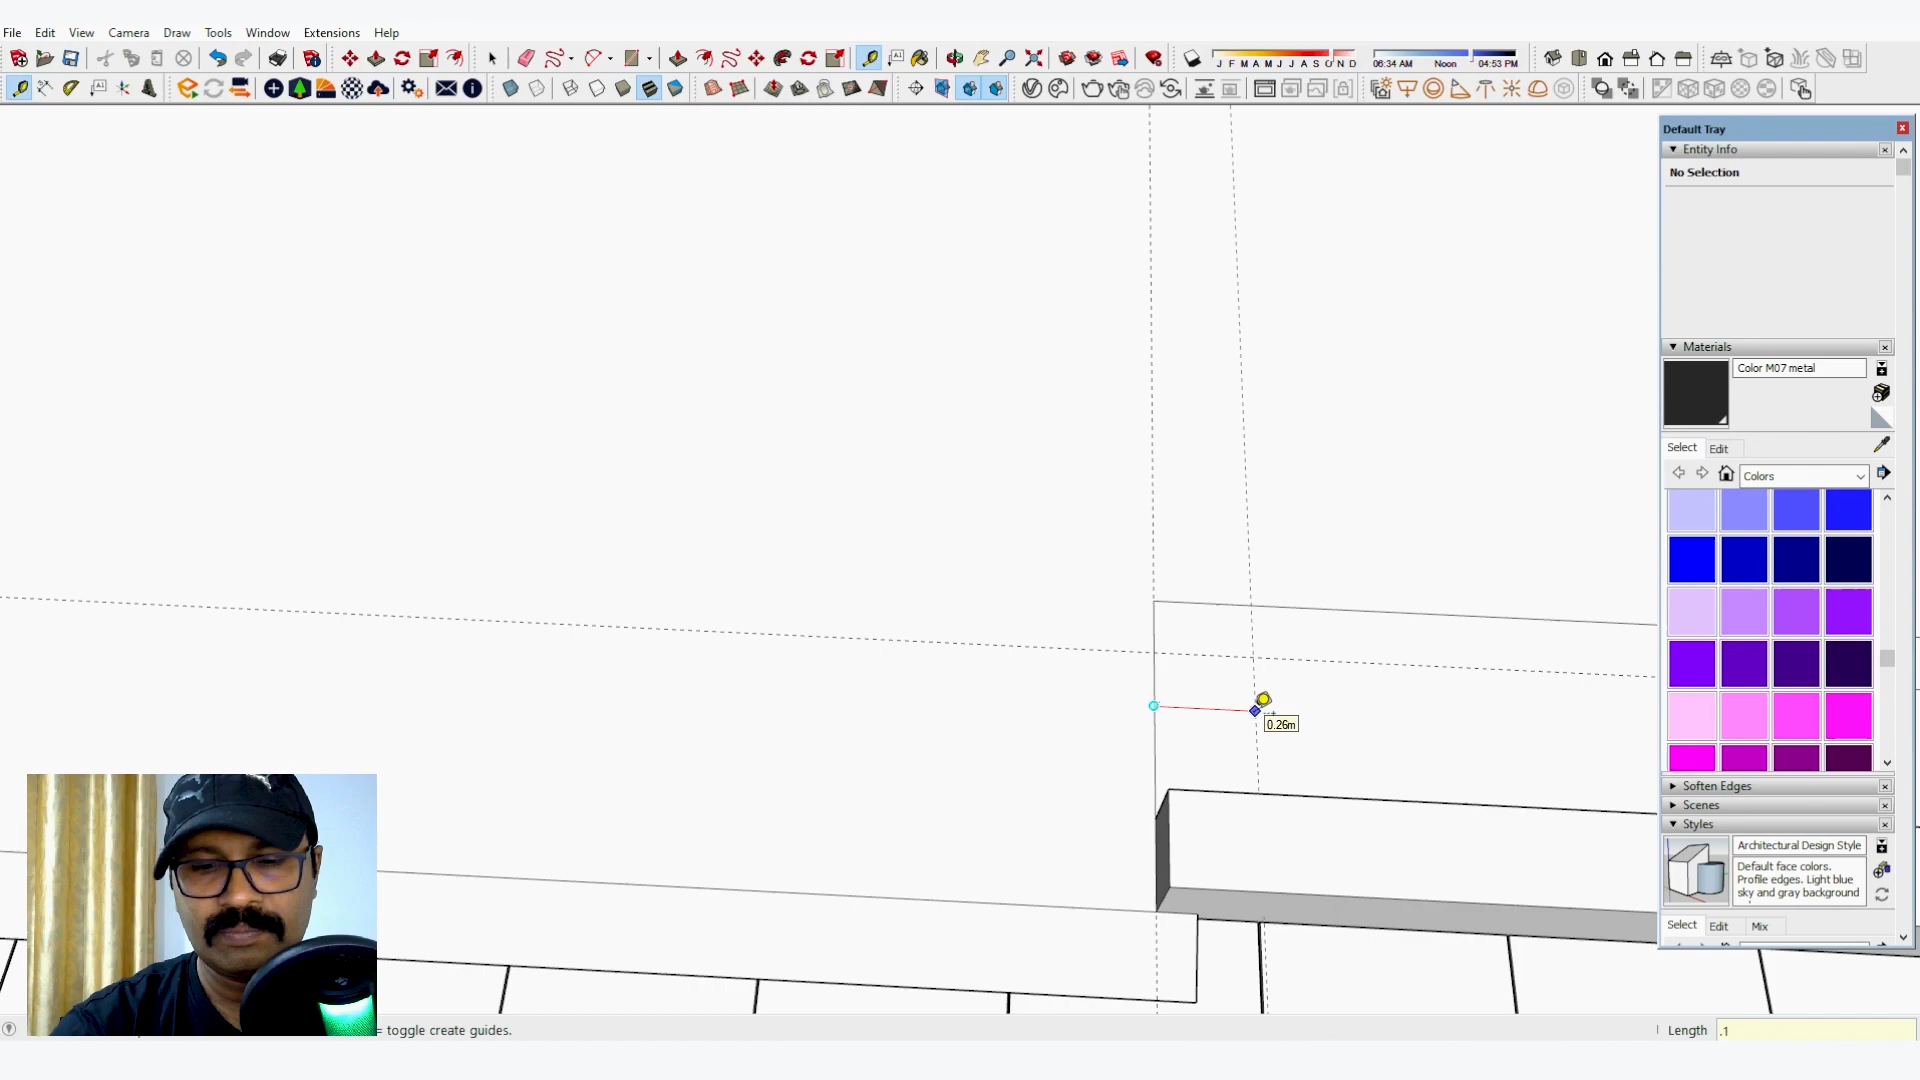 File Edit View Camera Draw Tools Window Extensions Help
J F M A M J J A S O N D
06:34 AM Noon 04:53 PM
Default Tray
Entity Info
No Selection
Materials
Color M07 metal
Select Edit
Colors
0.26m
Soften Edges
Scenes
Styles
Architectural Design Style
Default face colors.
Profile edges. Light blue
sky and gray background
Select Edit Mix
= toggle create guides.
Length .1